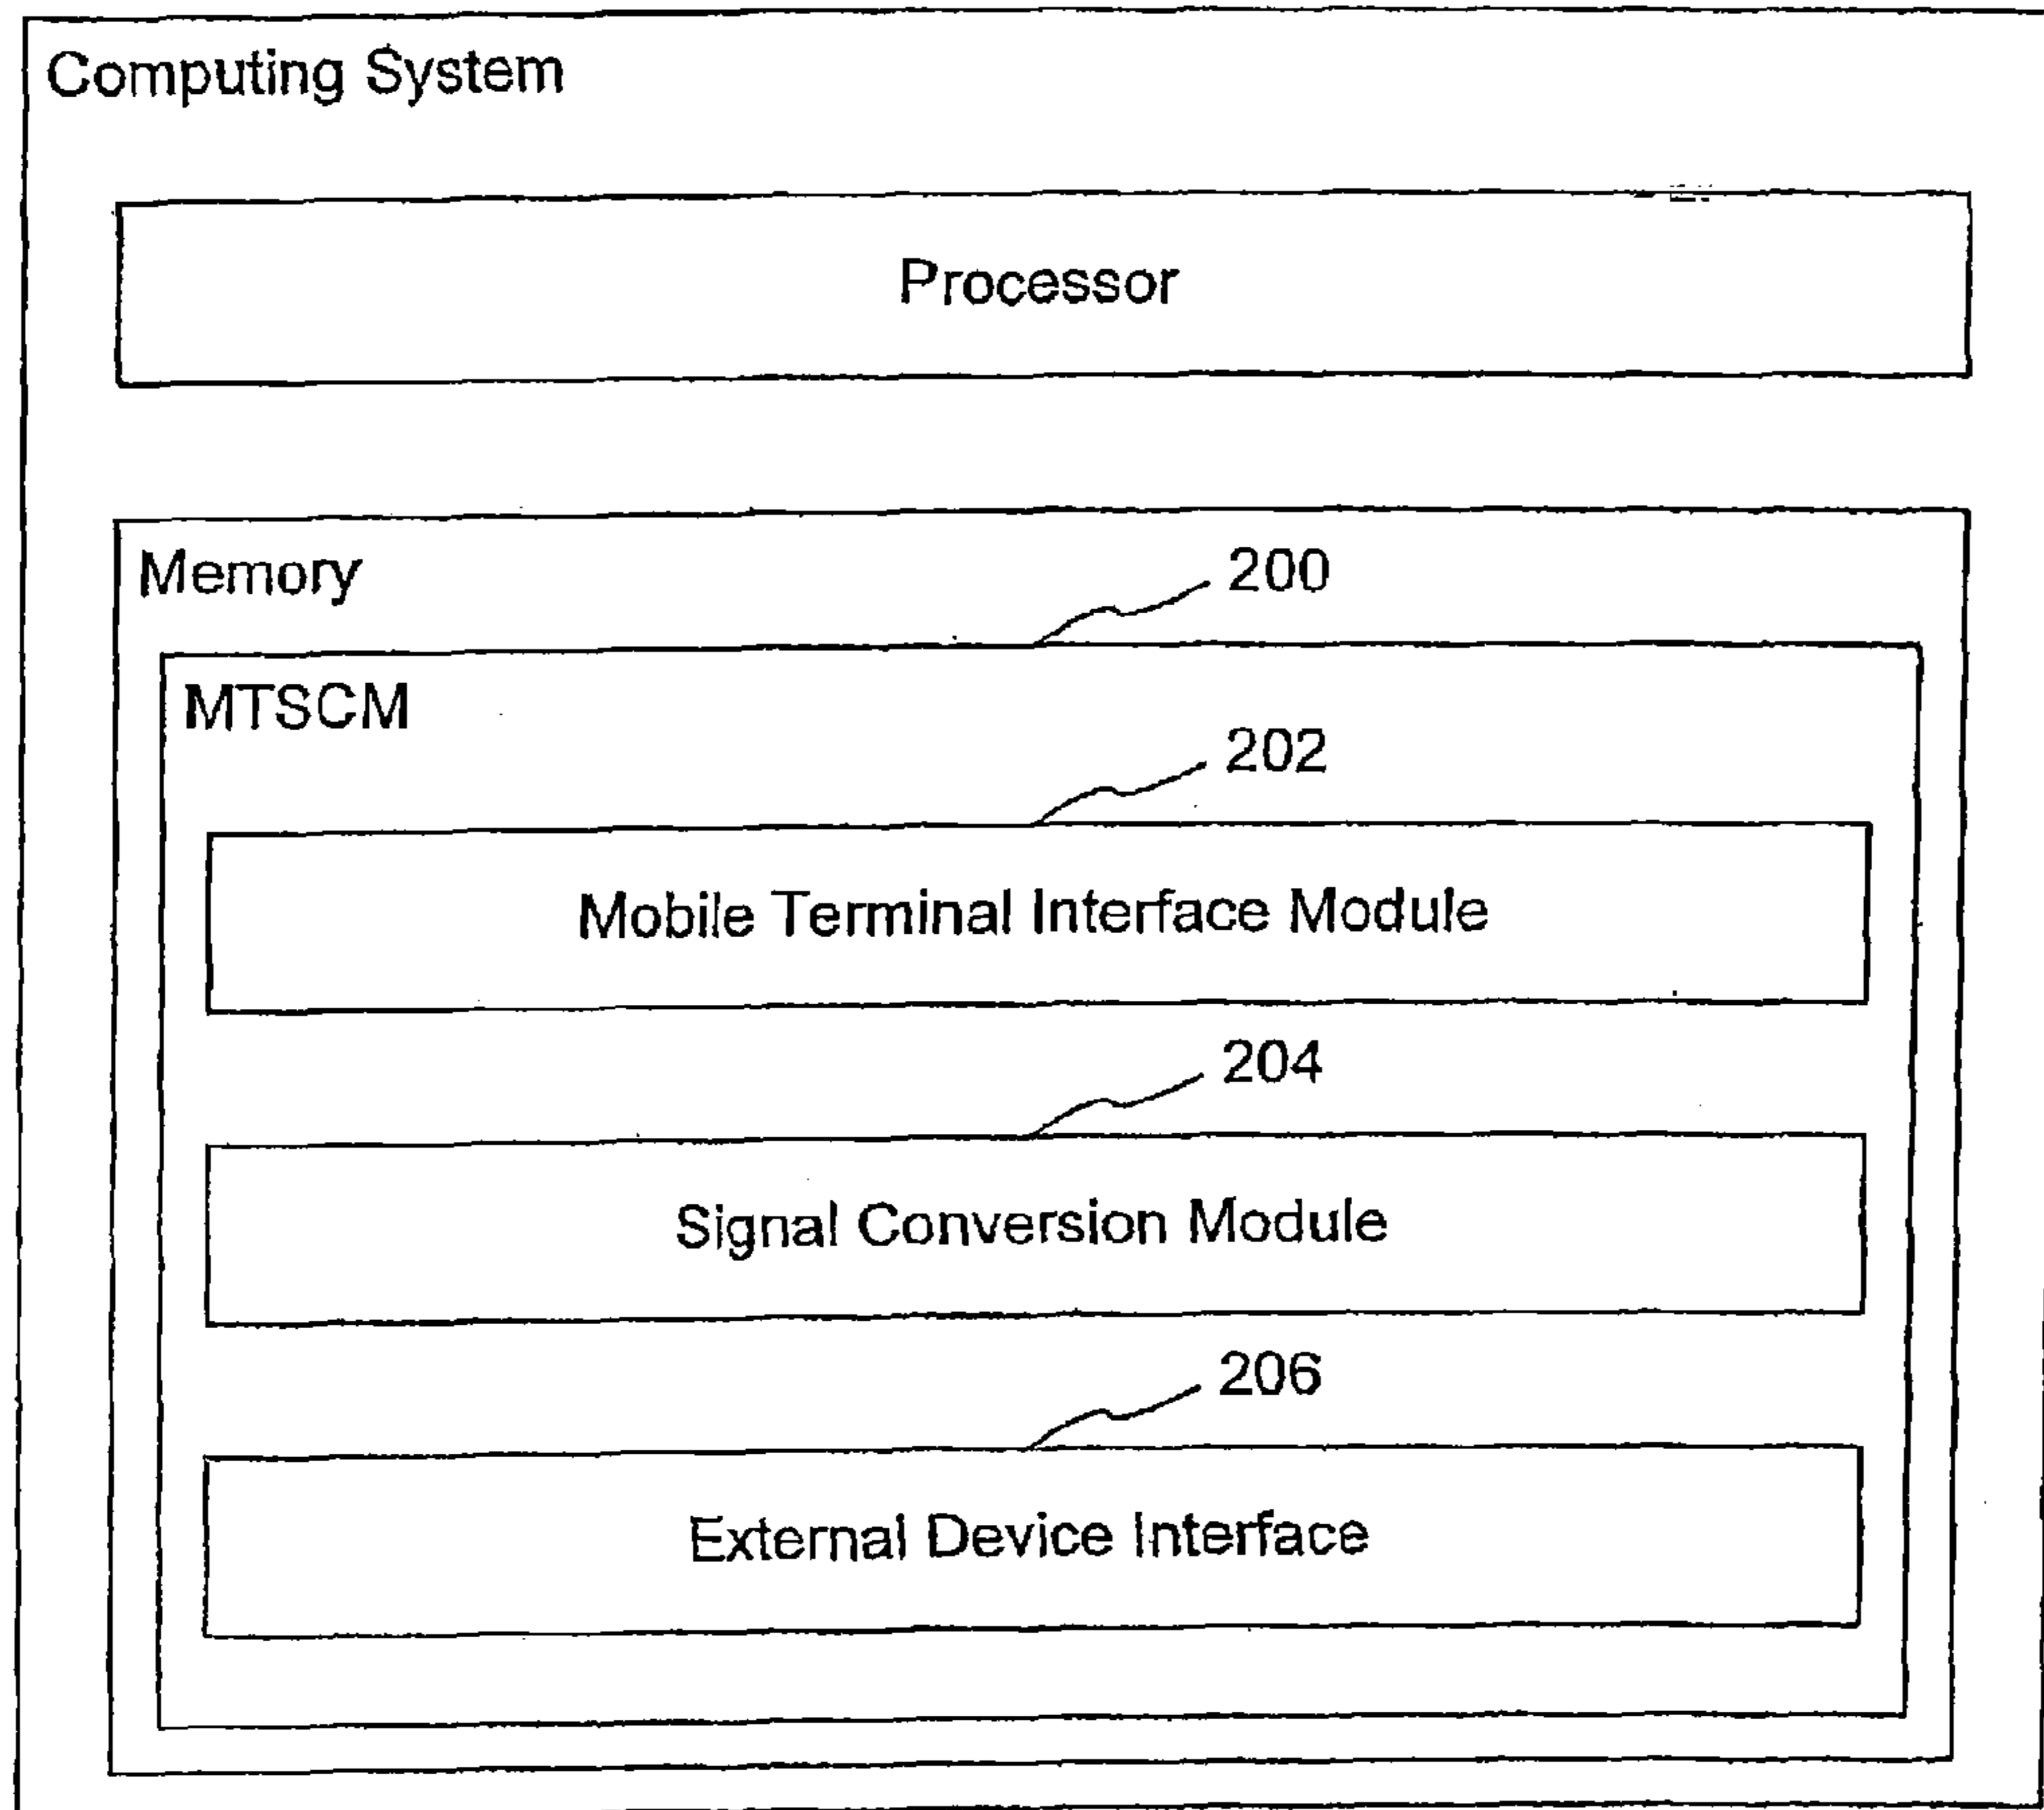 Computing System
Processor
Memory
200
MTSCM
202
Mobile Terminal Interface Module
204
Signal Conversion Module
206
External Device Interface